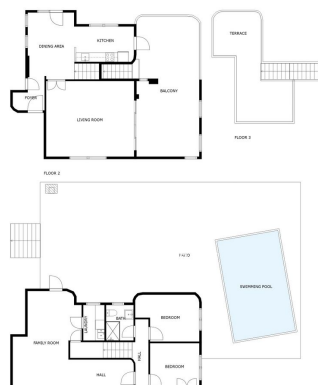 TERRACE
KITCHEN
DINING AREA
BALCONY
FOYER
LIVING ROOM
FLOOR 3
FLOOR 2
SWIMMING POOL
LAUNDRY
BATH
BEDROOM
FAMILY ROOM
HALL
BEDROOM
HALL